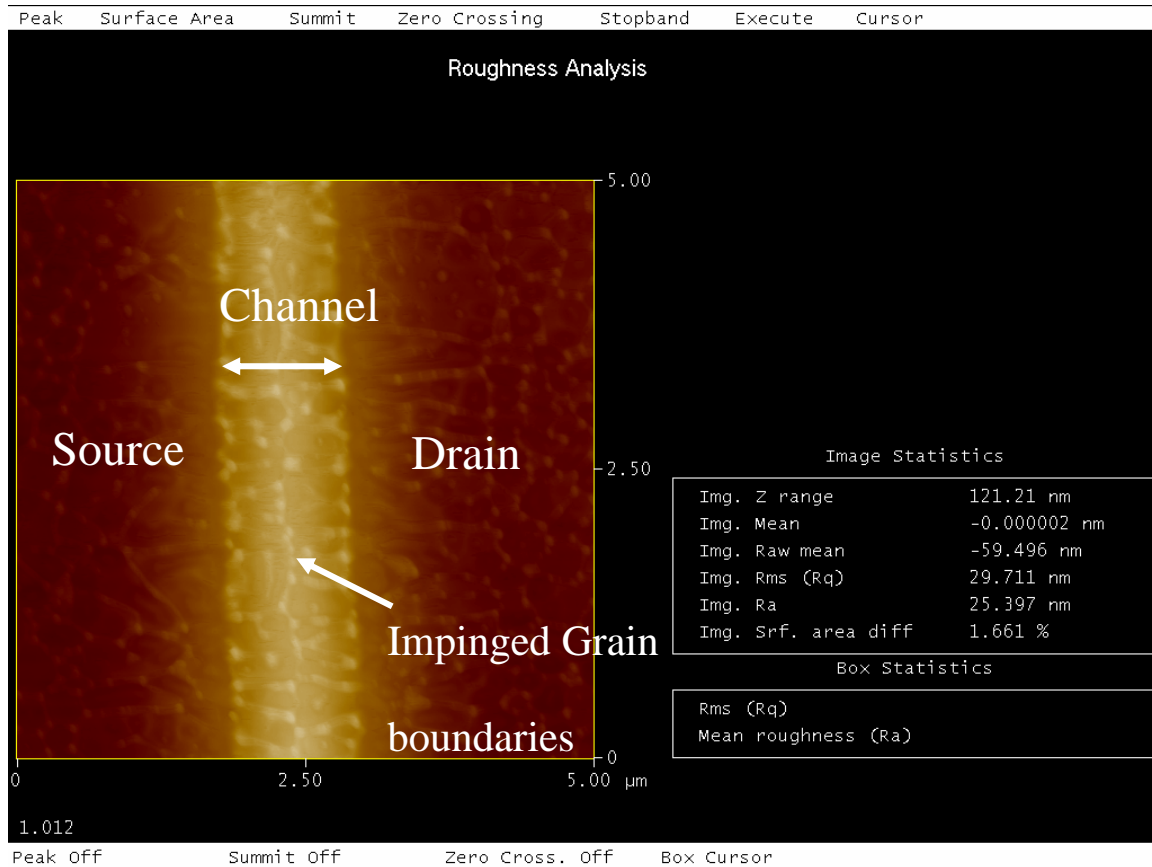 Peak Surface Area Summit Zero Crossing Stopband Execute Cursor
Roughness Analysis
5.00
Channel
Source
Drain
2.50
Impinged Grain
boundaries
0
0 2.50 5.00 µm
Image Statistics
Img. Z range 121.21 nm
Img. Mean -0.000002 nm
Img. Raw mean -59.496 nm
Img. Rms (Rq) 29.711 nm
Img. Ra 25.397 nm
Img. Srf. area diff 1.661 %
Box Statistics
Rms (Rq)
Mean roughness (Ra)
1.012
Peak Off Summit Off Zero Cross. Off Box Cursor